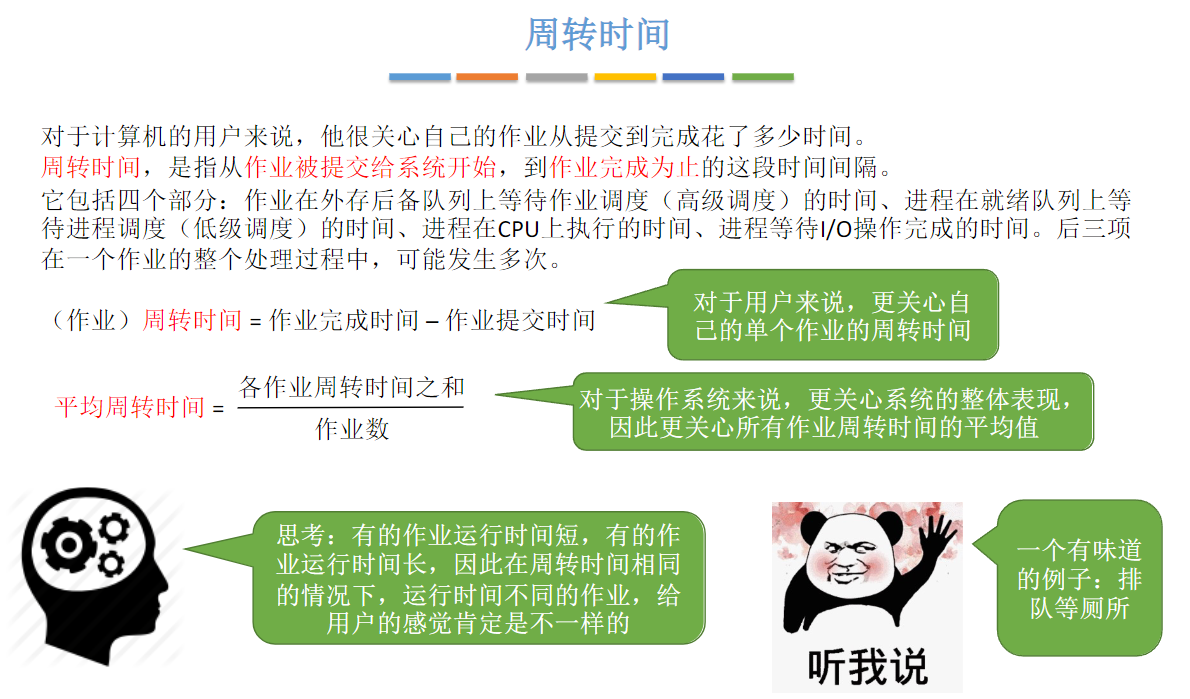 周转时间
对于计算机的用户来说，他很关心自己的作业从提交到完成花了多少时间。
周转时间，是指从作业被提交给系统开始，到作业完成为止的这段时间间隔。
它包括四个部分：作业在外存后备队列上等待作业调度（高级调度）的时间、进程在就绪队列上等
待进程调度（低级调度）的时间、进程在CPU上执行的时间、进程等待I/O操作完成的时间。后三项
在一个作业的整个处理过程中，可能发生多次。
对于用户来说，更关心自
己的单个作业的周转时间
（作业）周转时间 = 作业完成时间 – 作业提交时间
各作业周转时间之和
平均周转时间 =
作业数
对于操作系统来说，更关心系统的整体表现，
因此更关心所有作业周转时间的平均值
思考：有的作业运行时间短，有的作
业运行时间长，因此在周转时间相同
的情况下，运行时间不同的作业，给
用户的感觉肯定是不一样的
一个有味道
的例子：排
队等厕所
听我说